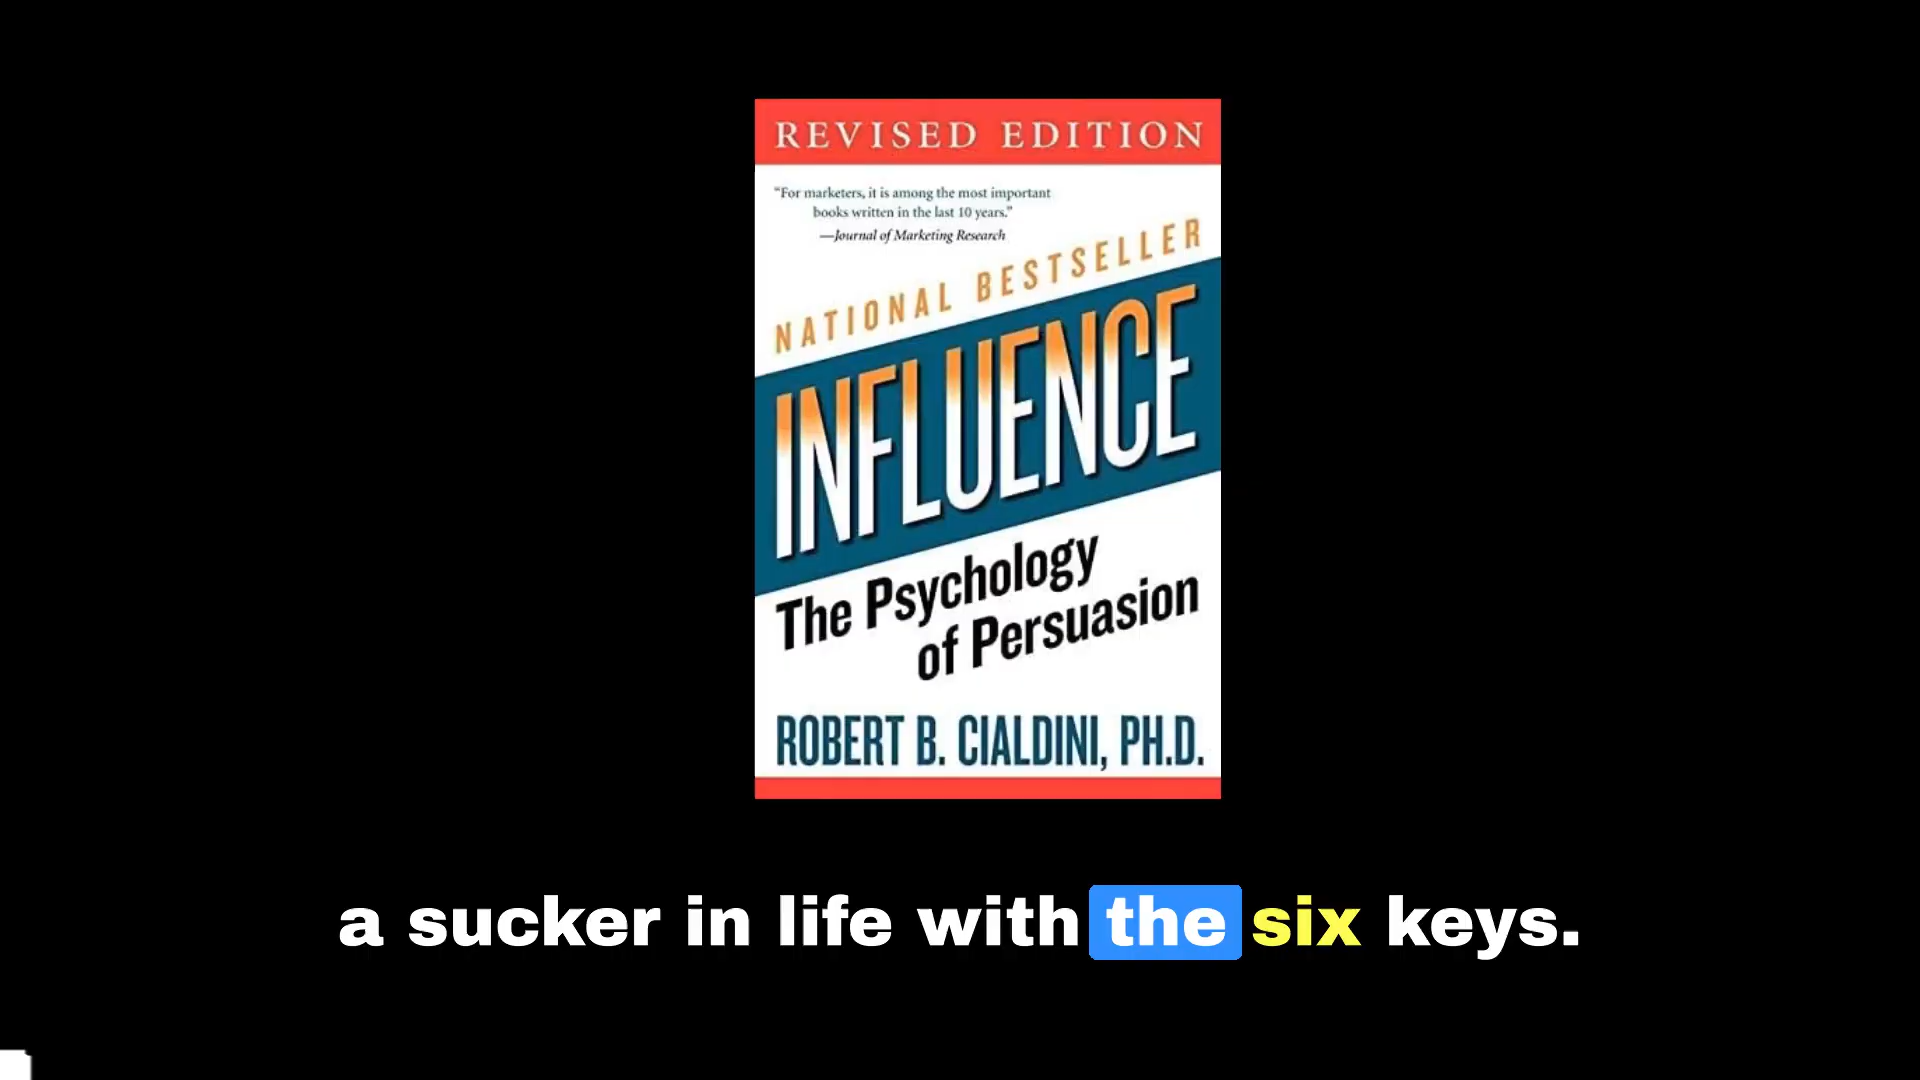 REVISED EDITION
“For marketers, it is among the most important
books written in the last 10 years.”
—Journal of Marketing Research
NATIONAL BESTSELLER
INFLUENCE
The Psychology
of Persuasion
ROBERT B. CIALDINI, PH.D.
a sucker in life with the six keys.